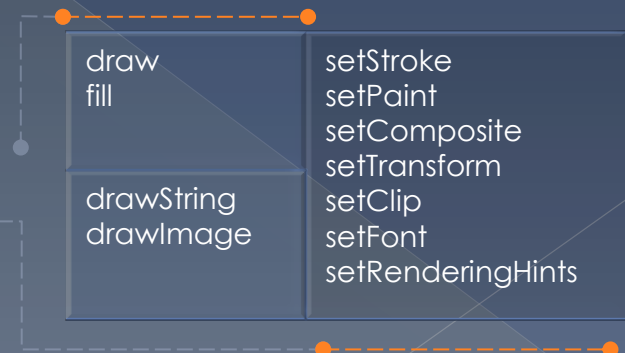 draw
fill
drawString
drawImage
setStroke
setPaint
setComposite
setTransform
setClip
setFont
setRenderingHints